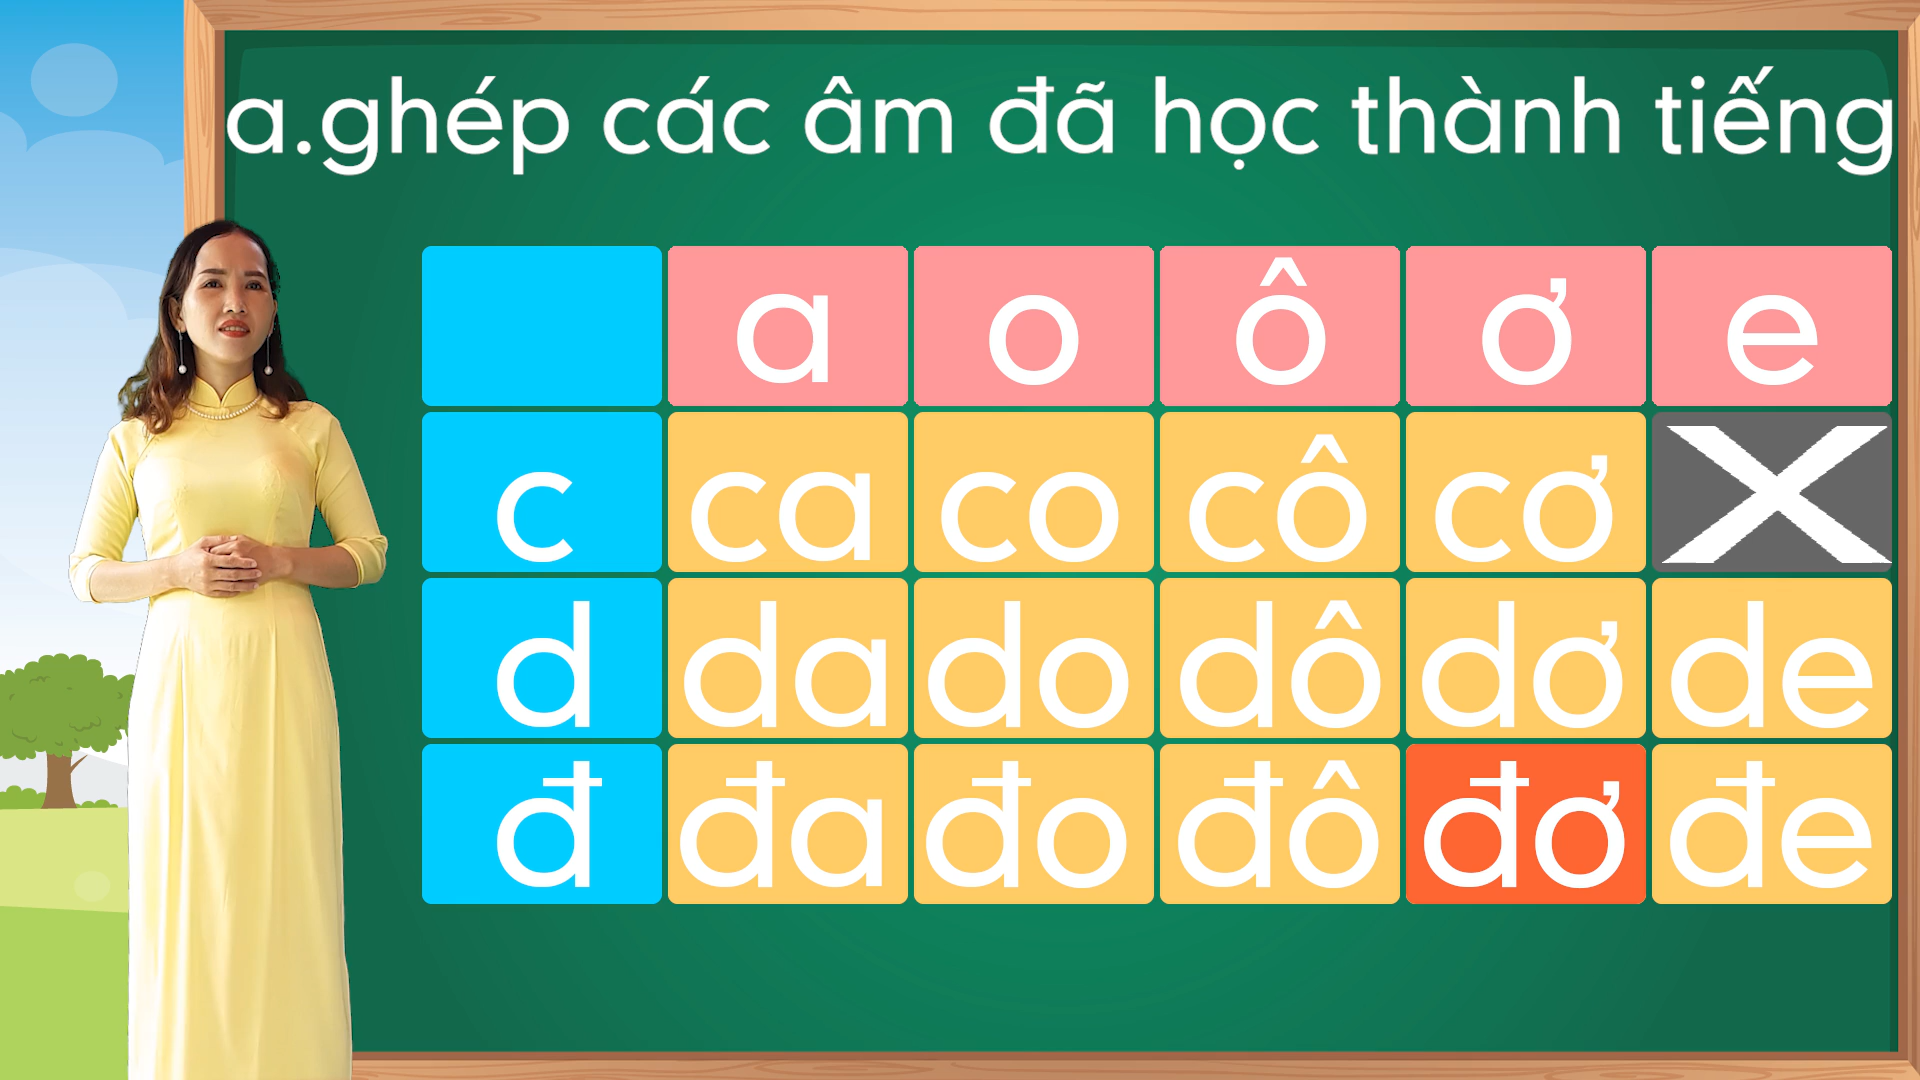 a.ghép các âm đã học thành tiếng
a o ô ơ e
c ca co cô cơ X
d da do dô dơ de
đ đa đo đô đơ đe